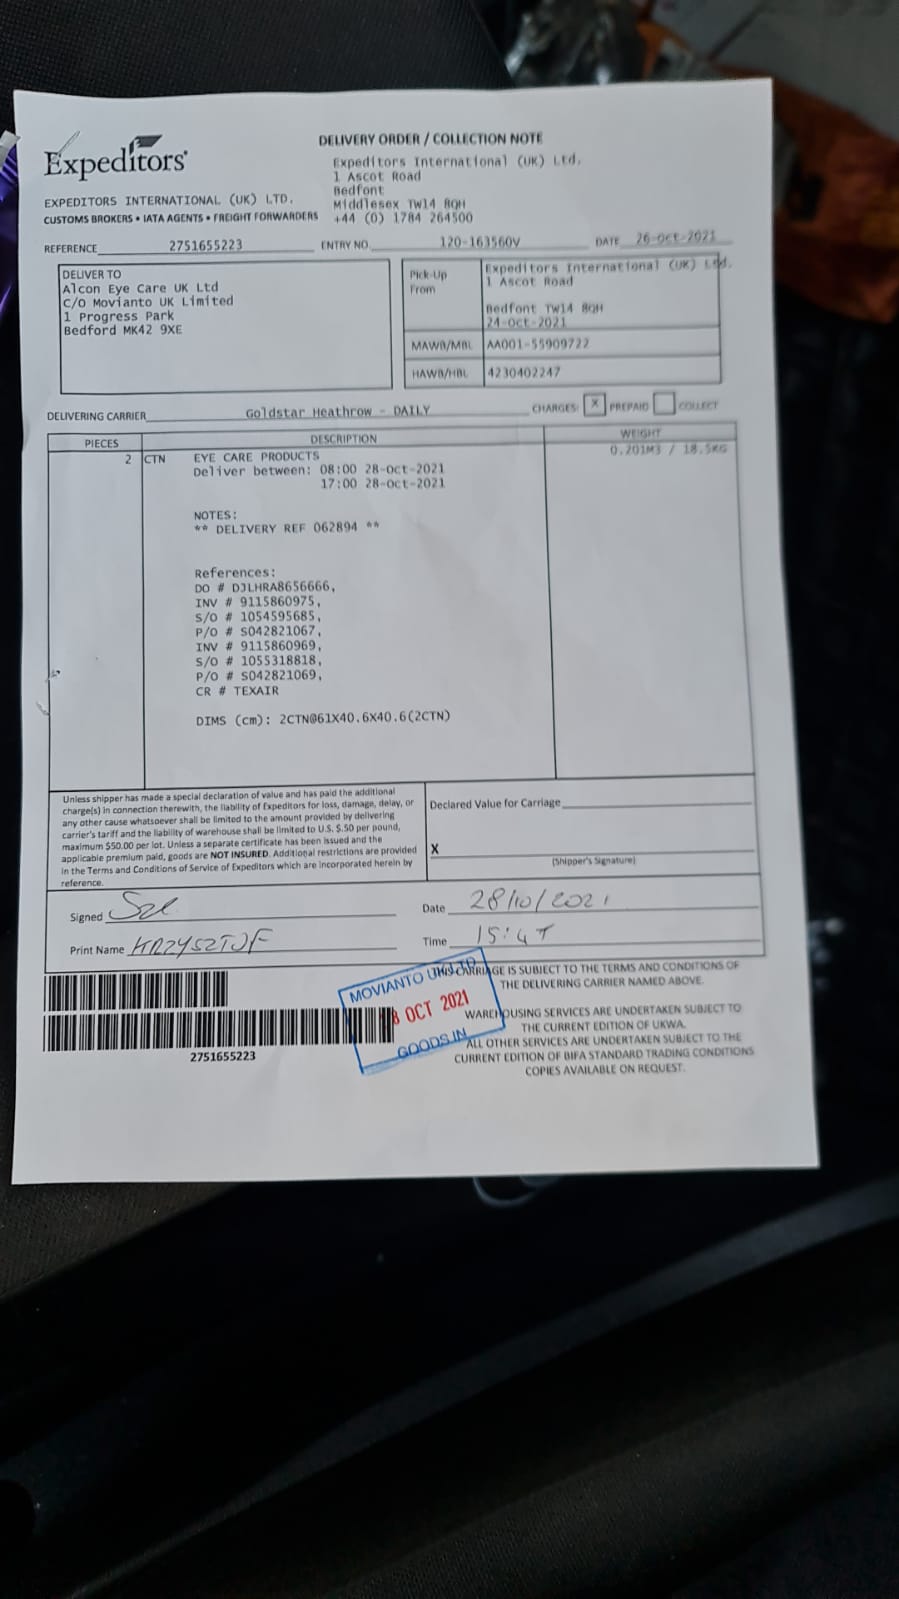 Expeditors
DELIVERY ORDER / COLLECTION NOTE
Expeditors International (UK) Ltd.
1 Ascot Road
Bedfont
Middlesex TW14 8QH
+44 (0) 1784 264500
EXPEDITORS INTERNATIONAL (UK) LTD.
CUSTOMS BROKERS • IATA AGENTS • FREIGHT FORWARDERS
REFERENCE 2751655223 ENTRY NO. 120-163560V DATE 26-Oct-2021
DELIVER TO
Alcon Eye Care UK Ltd
C/O Movianto UK Limited
1 Progress Park
Bedford MK42 9XE
Pick-Up From
Expeditors International (UK) Ltd.
1 Ascot Road
Bedfont TW14 8QH
24-Oct-2021
MAWB/MBL AA001-55909722
HAWB/HBL 4230402247
DELIVERING CARRIER Goldstar Heathrow - DAILY CHARGES: X PREPAID COLLECT
PIECES DESCRIPTION WEIGHT
2 CTN EYE CARE PRODUCTS 0.201M3 / 18.5KG
Deliver between: 08:00 28-Oct-2021
17:00 28-Oct-2021
NOTES:
** DELIVERY REF 062894 **
References:
DO # DJLHRA8656666,
INV # 9115860975,
S/O # 1054595685,
P/O # S042821067,
INV # 9115860969,
S/O # 1055318818,
P/O # S042821069,
CR # TEXAIR
DIMS (cm): 2CTN@61X40.6X40.6(2CTN)
Unless shipper has made a special declaration of value and has paid the additional
charge(s) in connection therewith, the liability of Expeditors for loss, damage, delay, or
any other cause whatsoever shall be limited to the amount provided by delivering
carrier's tariff and the liability of warehouse shall be limited to U.S. $.50 per pound,
maximum $50.00 per lot. Unless a separate certificate has been issued and the
applicable premium paid, goods are NOT INSURED. Additional restrictions are provided
in the Terms and Conditions of Service of Expeditors which are incorporated herein by
reference.
Declared Value for Carriage
X
(Shipper's Signature)
Signed
Date 28/10/2021
Print Name KRZYSZTOF
Time 15:47
2751655223
MOVIANTO UK LTD
8 OCT 2021
GOODS IN
THIS CARRIAGE IS SUBJECT TO THE TERMS AND CONDITIONS OF
THE DELIVERING CARRIER NAMED ABOVE.
WAREHOUSING SERVICES ARE UNDERTAKEN SUBJECT TO
THE CURRENT EDITION OF UKWA.
ALL OTHER SERVICES ARE UNDERTAKEN SUBJECT TO THE
CURRENT EDITION OF BIFA STANDARD TRADING CONDITIONS
COPIES AVAILABLE ON REQUEST.